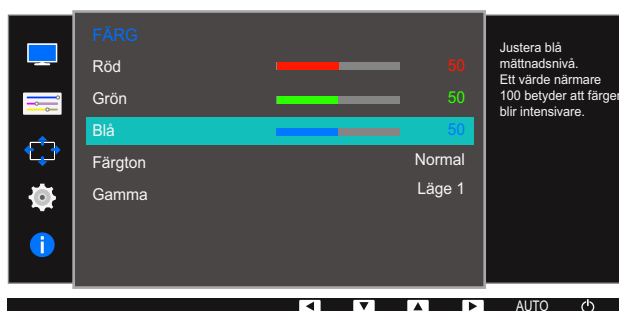 FÄRG
Röd 50
Grön 50
Blå 50
Färgton Normal
Gamma Läge 1
Justera blå
mättnadsnivå.
Ett värde närmare
100 betyder att färger
blir intensivare.
AUTO